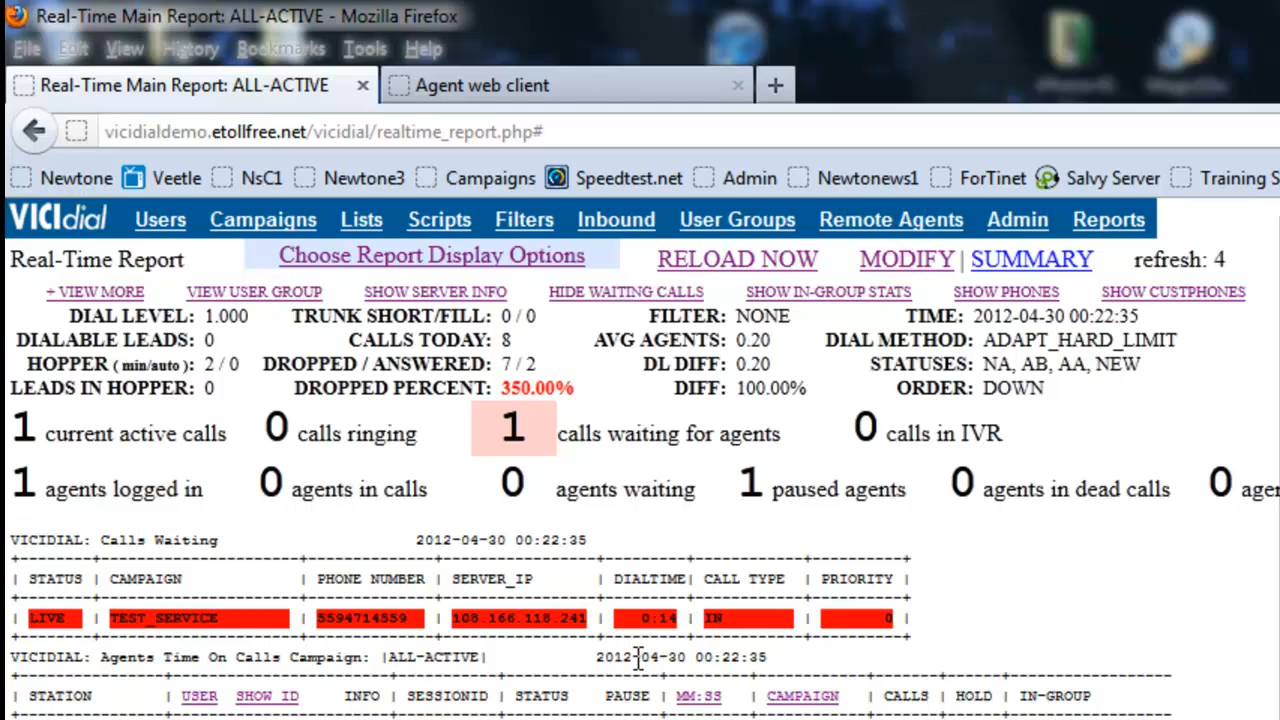 Real-Time Main Report: ALL-ACTIVE - Mozilla Firefox
File Edit View History Bookmarks Tools Help
Real-Time Main Report: ALL-ACTIVE × Agent web client × +
vicidialdemo.etollfree.net/vicidial/realtime_report.php#
Newtone Veetle NsC1 Newtone3 Campaigns Speedtest.net Admin Newtonews1 ForTinet Salvy Server Training S
VICIdial Users Campaigns Lists Scripts Filters Inbound User Groups Remote Agents Admin Reports
Real-Time Report Choose Report Display Options RELOAD NOW MODIFY | SUMMARY refresh: 4
+ VIEW MORE VIEW USER GROUP SHOW SERVER INFO HIDE WAITING CALLS SHOW IN-GROUP STATS SHOW PHONES SHOW CUSTPHONES
DIAL LEVEL: 1.000 TRUNK SHORT/FILL: 0 / 0 FILTER: NONE TIME: 2012-04-30 00:22:35
DIALABLE LEADS: 0 CALLS TODAY: 8 AVG AGENTS: 0.20 DIAL METHOD: ADAPT_HARD_LIMIT
HOPPER ( min/auto ): 2 / 0 DROPPED / ANSWERED: 7 / 2 DL DIFF: 0.20 STATUSES: NA, AB, AA, NEW
LEADS IN HOPPER: 0 DROPPED PERCENT: 350.00% DIFF: 100.00% ORDER: DOWN
1 current active calls 0 calls ringing 1 calls waiting for agents 0 calls in IVR
1 agents logged in 0 agents in calls 0 agents waiting 1 paused agents 0 agents in dead calls 0 agen
VICIDIAL: Calls Waiting 2012-04-30 00:22:35
| STATUS | CAMPAIGN | PHONE NUMBER | SERVER_IP | DIALTIME| CALL TYPE | PRIORITY |
| LIVE | TEST_SERVICE | 5594714559 | 108.166.118.241 | 0:14 | IN | 0 |
VICIDIAL: Agents Time On Calls Campaign: |ALL-ACTIVE| 2012-04-30 00:22:35
| STATION | USER SHOW ID INFO | SESSIONID | STATUS PAUSE | MM:SS | CAMPAIGN | CALLS | HOLD | IN-GROUP